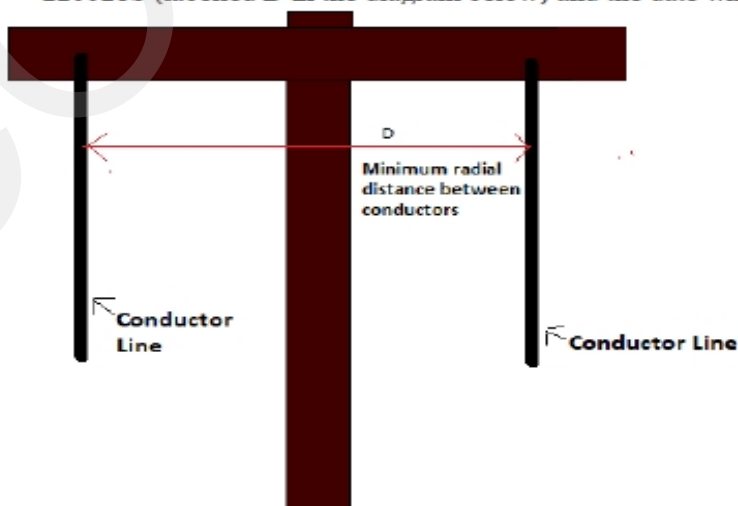 D
Minimum radial
distance between
conductors
Conductor
Line
Conductor Line